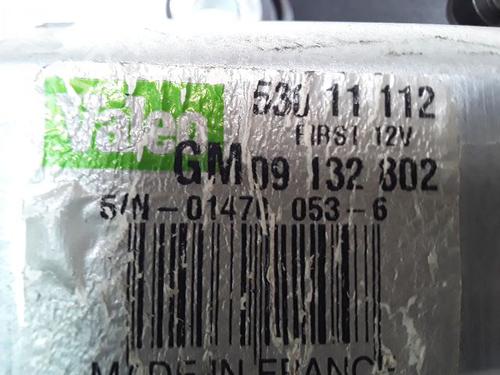 Valeo
530 11 112
FIRST 12V
GM 09 132 802
S/N - 0147 053 - 6
MADE IN FRANCE